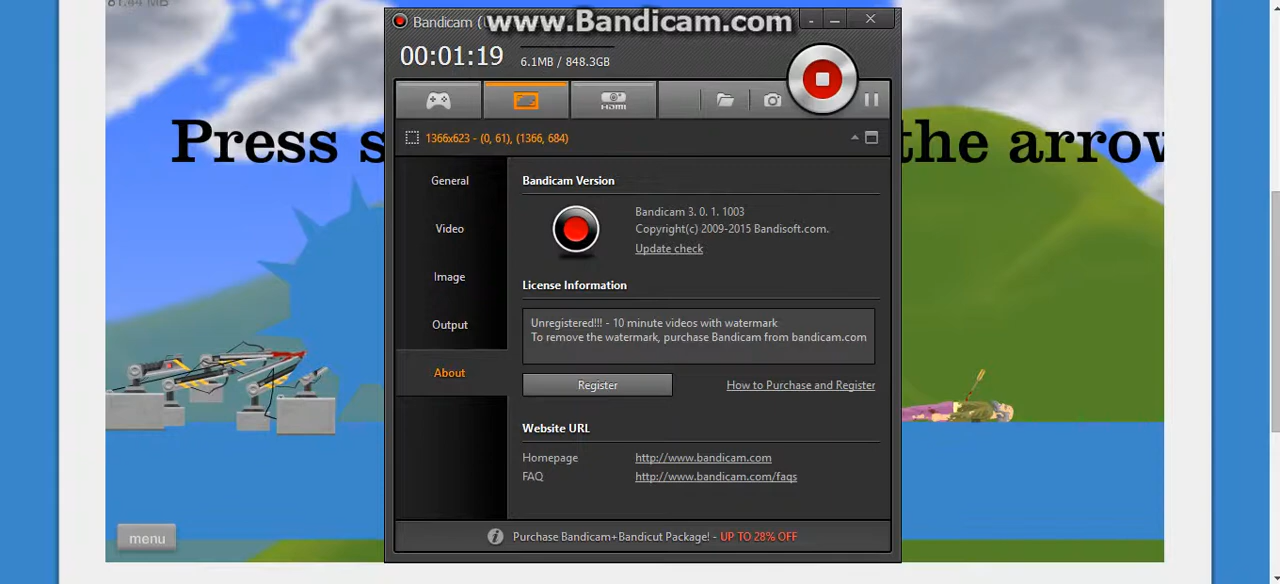 81.44 MB
Bandicam (
www.Bandicam.com
00:01:19
6.1MB / 848.3GB
HDMI
1366x623 - (0, 61), (1366, 684)
Press s
the arrow
General
Video
Image
Output
About
Bandicam Version
Bandicam 3. 0. 1. 1003
Copyright(c) 2009-2015 Bandisoft.com.
Update check
License Information
Unregistered!!! - 10 minute videos with watermark
To remove the watermark, purchase Bandicam from bandicam.com
Register
How to Purchase and Register
Website URL
Homepage
http://www.bandicam.com
FAQ
http://www.bandicam.com/faqs
menu
Purchase Bandicam+Bandicut Package! - UP TO 28% OFF